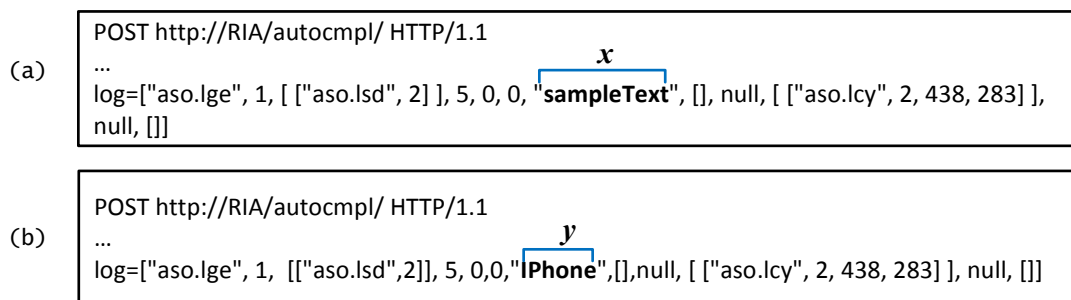 POST http://RIA/autocmpl/ HTTP/1.1
...
x
(a)
log=["aso.lge", 1, [ ["aso.lsd", 2] ], 5, 0, 0, "sampleText", [], null, [ ["aso.lcy", 2, 438, 283] ],
null, []]
POST http://RIA/autocmpl/ HTTP/1.1
(b)
...
y
log=["aso.lge", 1, [["aso.lsd",2]], 5, 0,0,"IPhone",[],null, [ ["aso.lcy", 2, 438, 283] ], null, []]